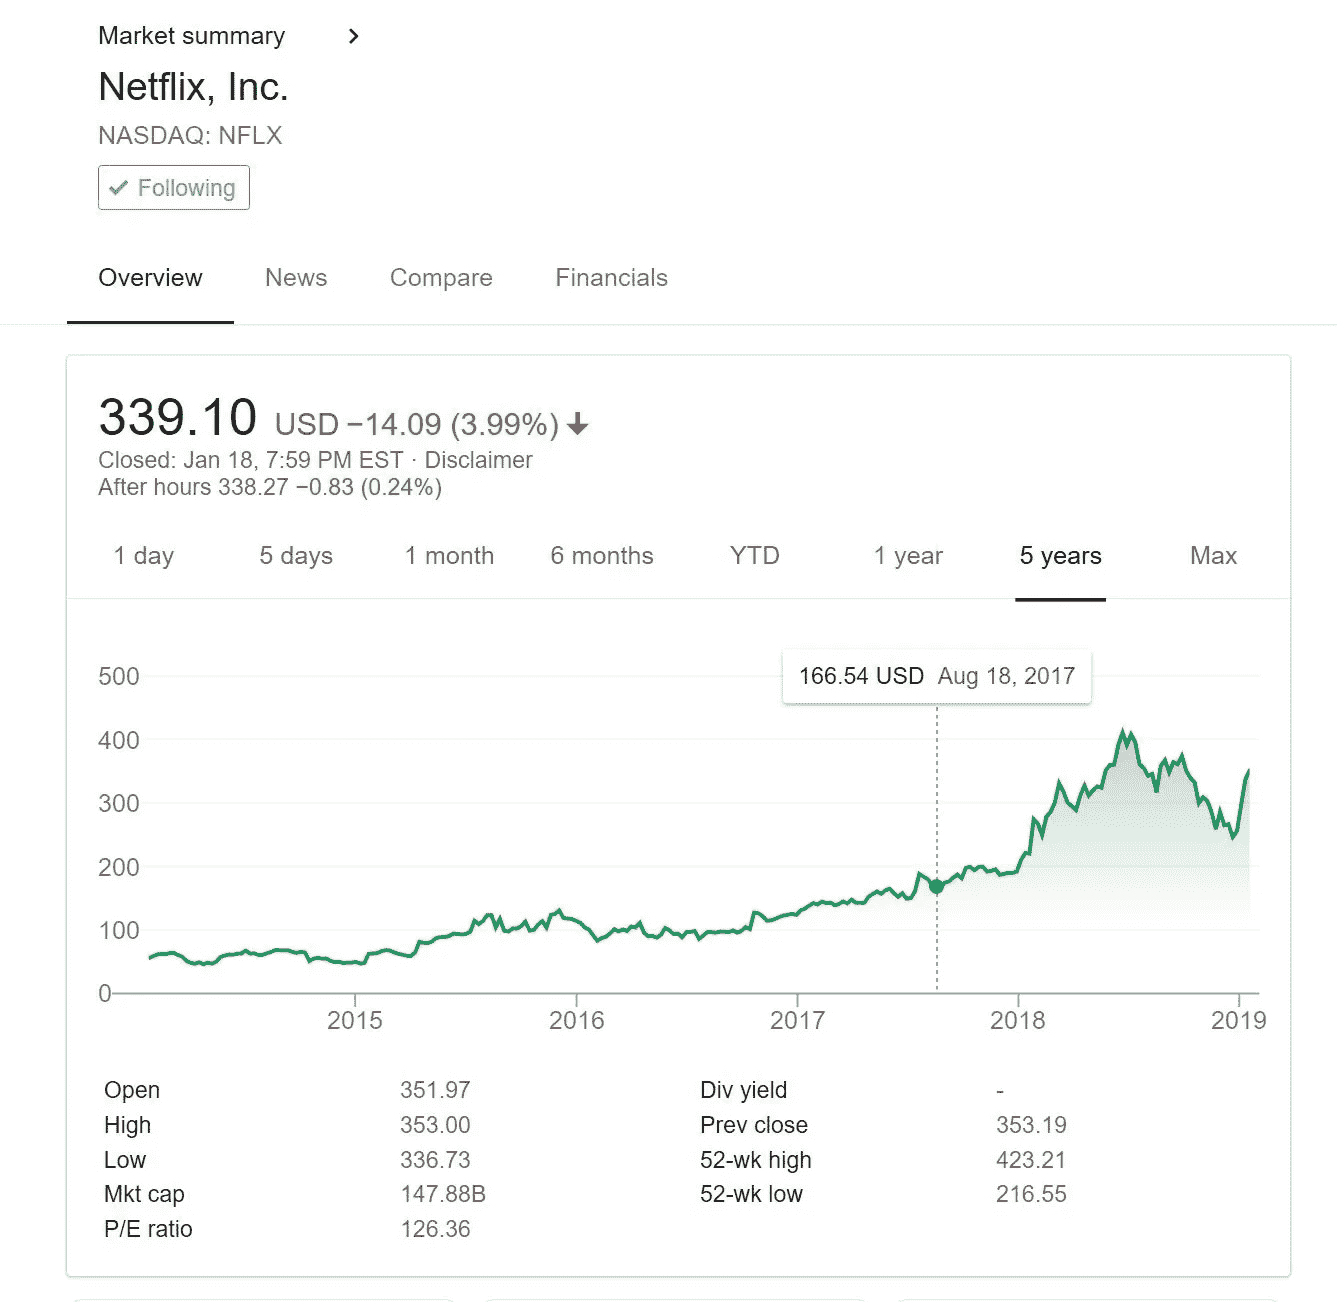 Market summary >
Netflix, Inc.
NASDAQ: NFLX
Following
Overview News Compare Financials
339.10 USD −14.09 (3.99%)
Closed: Jan 18, 7:59 PM EST · Disclaimer
After hours 338.27 −0.83 (0.24%)
1 day 5 days 1 month 6 months YTD 1 year 5 years Max
166.54 USD Aug 18, 2017
500
400
300
200
100
0
2015 2016 2017 2018 2019
Open 351.97 Div yield -
High 353.00 Prev close 353.19
Low 336.73 52-wk high 423.21
Mkt cap 147.88B 52-wk low 216.55
P/E ratio 126.36